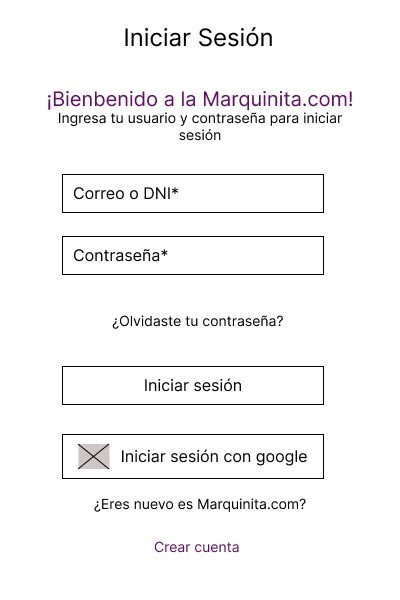 Iniciar Sesión
¡Bienbenido a la Marquinita.com!
Ingresa tu usuario y contraseña para iniciar
sesión
Correo o DNI*
Contraseña*
¿Olvidaste tu contraseña?
Iniciar sesión
Iniciar sesión con google
¿Eres nuevo es Marquinita.com?
Crear cuenta